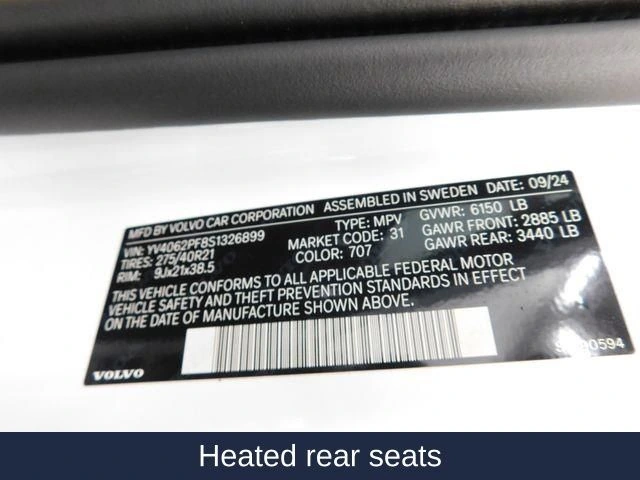 MFD BY VOLVO CAR CORPORATION ASSEMBLED IN SWEDEN DATE: 09/24
VIN: YV4062PF8S1326899 TYPE: MPV GVWR: 6150 LB
TIRES: 275/40R21 MARKET CODE: 31 GAWR FRONT: 2885 LB
RIM: 9Jx21x38.5 COLOR: 707 GAWR REAR: 3440 LB
THIS VEHICLE CONFORMS TO ALL APPLICABLE FEDERAL MOTOR
VEHICLE SAFETY AND THEFT PREVENTION STANDARDS IN EFFECT
ON THE DATE OF MANUFACTURE SHOWN ABOVE.
VOLVO
Heated rear seats